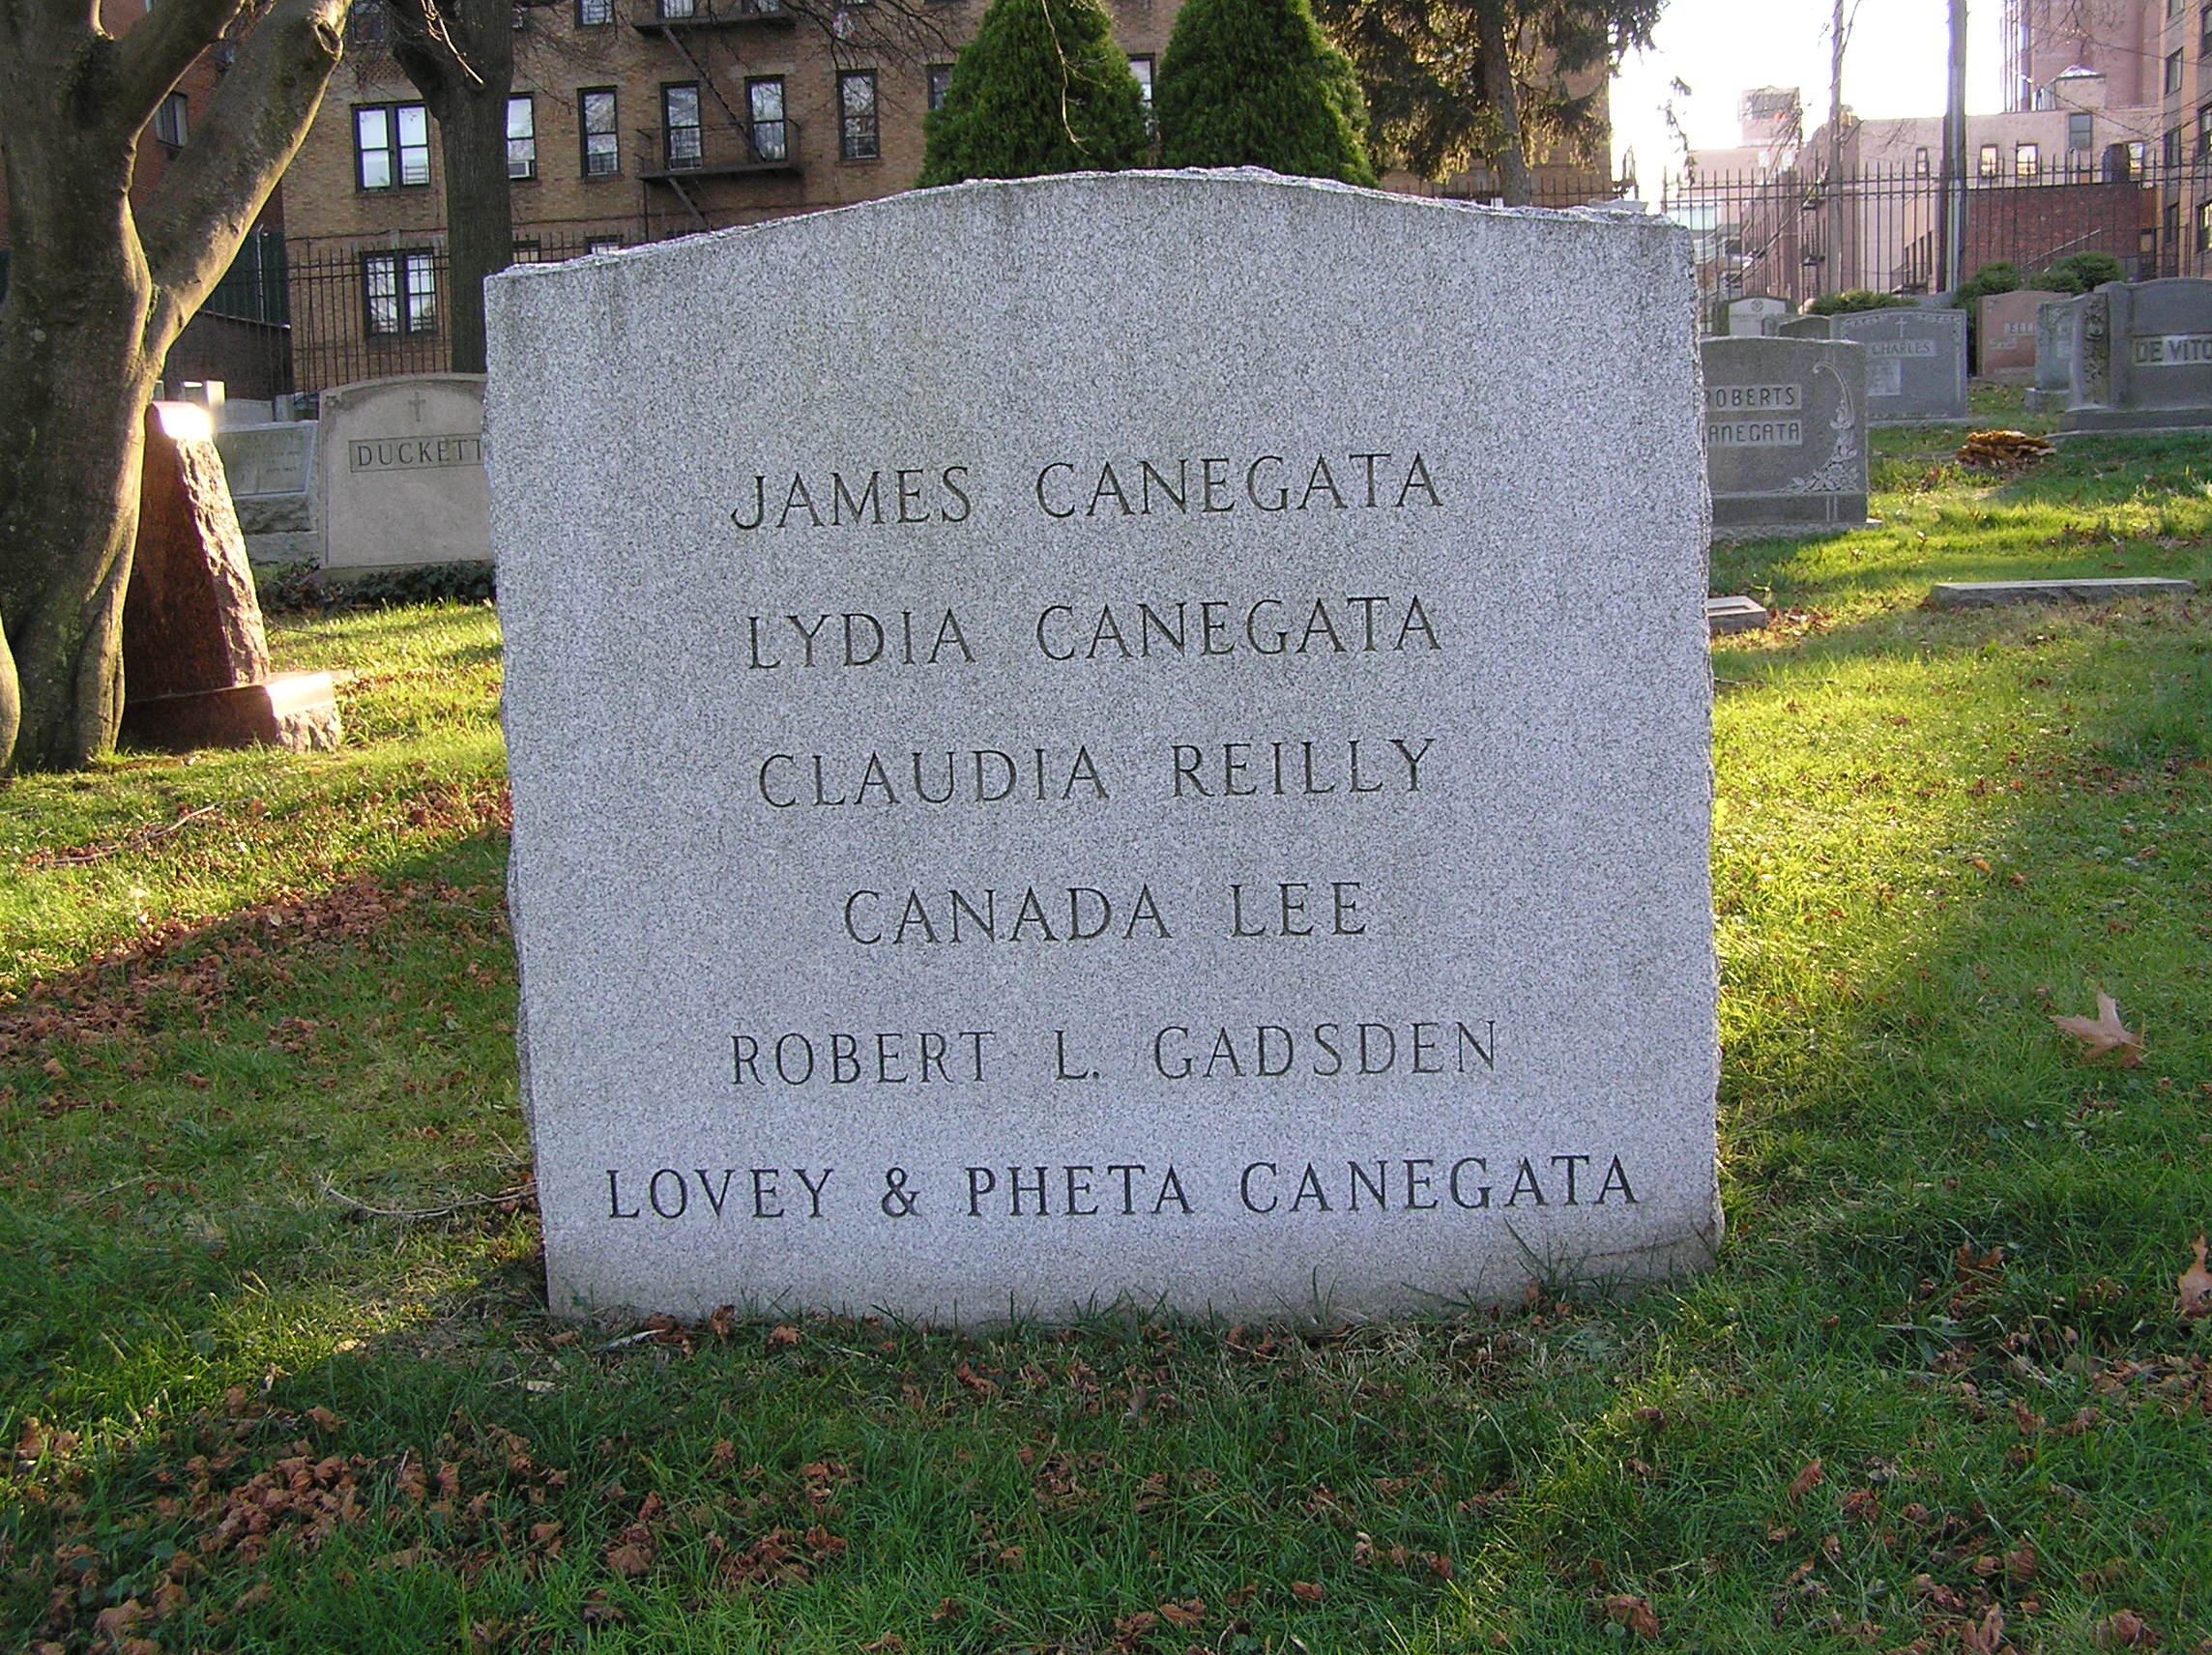 JAMES CANEGATA
LYDIA CANEGATA
CLAUDIA REILLY
CANADA LEE
ROBERT L. GADSDEN
LOVEY & PHETA CANEGATA
DUCKETT
ROBERTS
ANEGATA
CHARLES
DE VITO